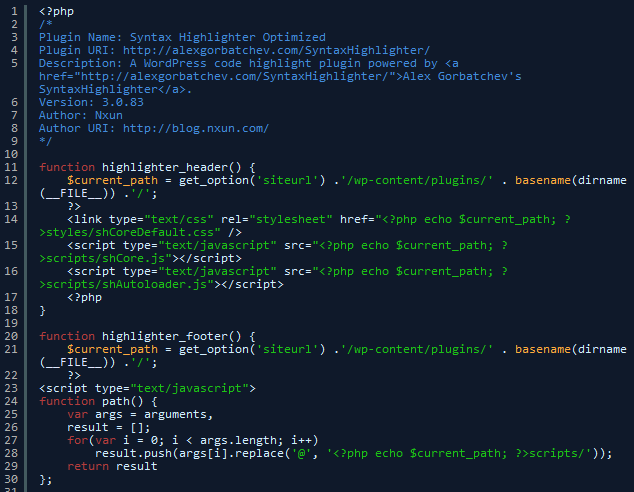 1 <?php
2 /*
3 Plugin Name: Syntax Highlighter Optimized
4 Plugin URI: http://alexgorbatchev.com/SyntaxHighlighter/
5 Description: A WordPress code highlight plugin powered by <a
href="http://alexgorbatchev.com/SyntaxHighlighter/">Alex Gorbatchev's
SyntaxHighlighter</a>.
6 Version: 3.0.83
7 Author: Nxun
8 Author URI: http://blog.nxun.com/
9 */
10
11 function highlighter_header() {
12     $current_path = get_option('siteurl') .'/wp-content/plugins/' . basename(dirname
(__FILE__)) .'/';
13     ?>
14     <link type="text/css" rel="stylesheet" href="<?php echo $current_path; ?
>styles/shCoreDefault.css" />
15     <script type="text/javascript" src="<?php echo $current_path; ?
>scripts/shCore.js"></script>
16     <script type="text/javascript" src="<?php echo $current_path; ?
>scripts/shAutoloader.js"></script>
17     <?php
18 }
19
20 function highlighter_footer() {
21     $current_path = get_option('siteurl') .'/wp-content/plugins/' . basename(dirname
(__FILE__)) .'/';
22     ?>
23 <script type="text/javascript">
24 function path() {
25     var args = arguments,
26     result = [];
27     for(var i = 0; i < args.length; i++)
28         result.push(args[i].replace('@', '<?php echo $current_path; ?>scripts/'));
29     return result
30 };
31